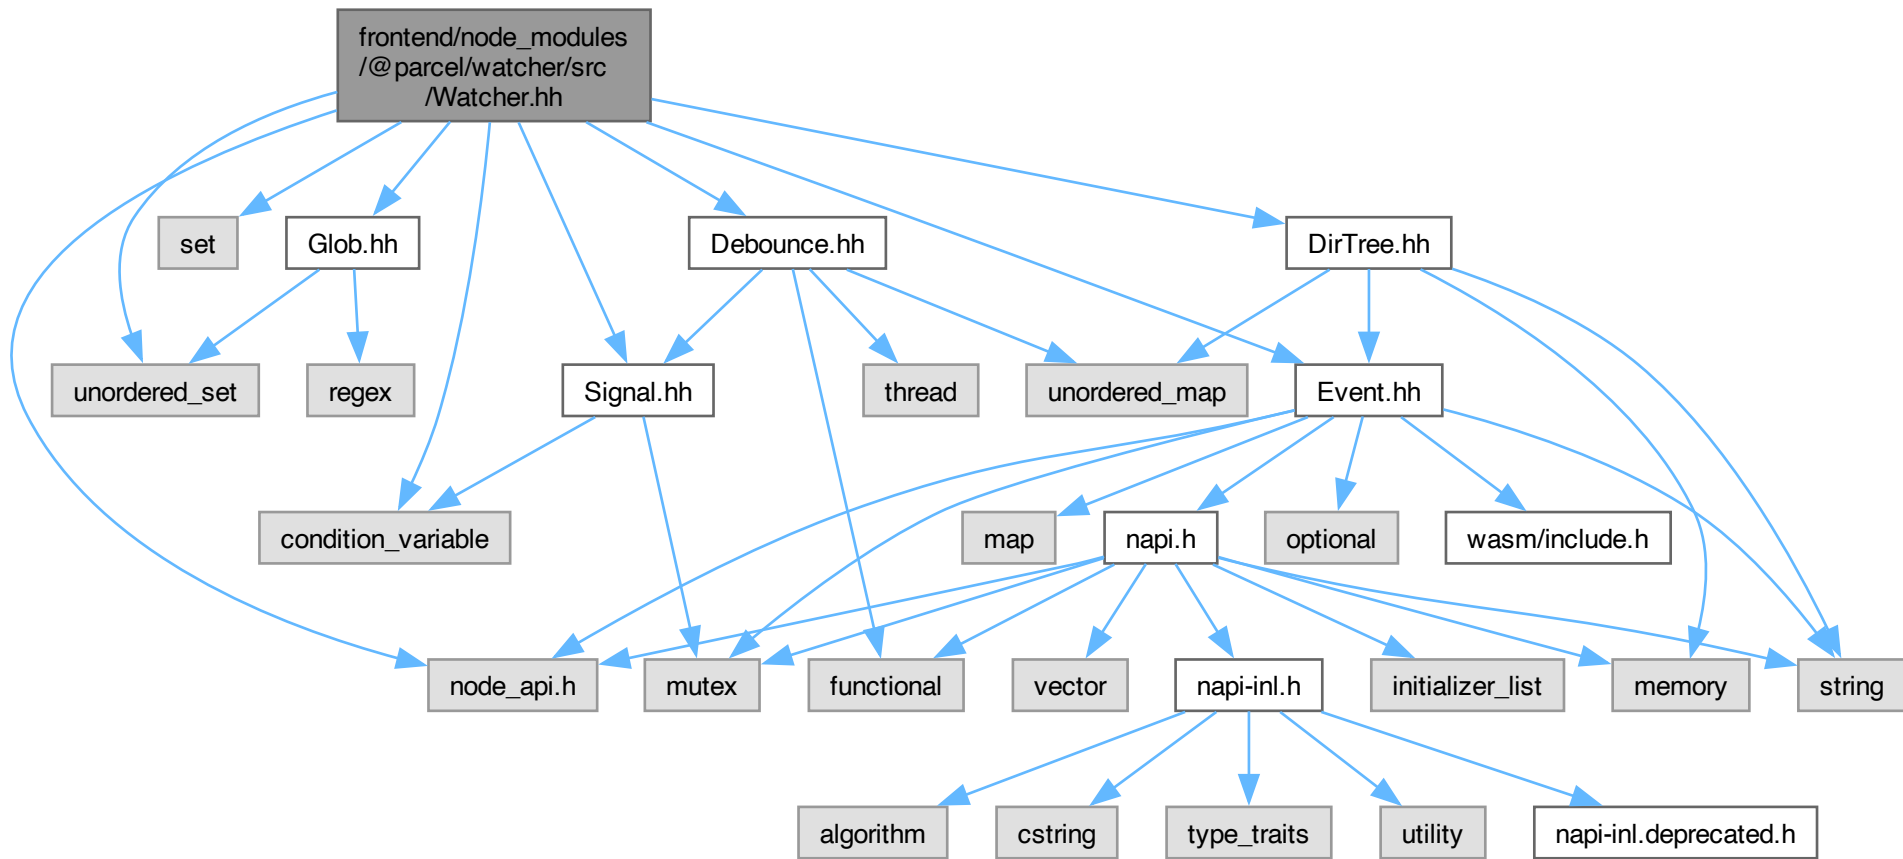 frontend/node_modules
/@parcel/watcher/src
/Watcher.hh
set
Glob.hh
Debounce.hh
DirTree.hh
unordered_set
regex
Signal.hh
thread
unordered_map
Event.hh
condition_variable
map
napi.h
optional
wasm/include.h
node_api.h
mutex
functional
vector
napi-inl.h
initializer_list
memory
string
algorithm
cstring
type_traits
utility
napi-inl.deprecated.h